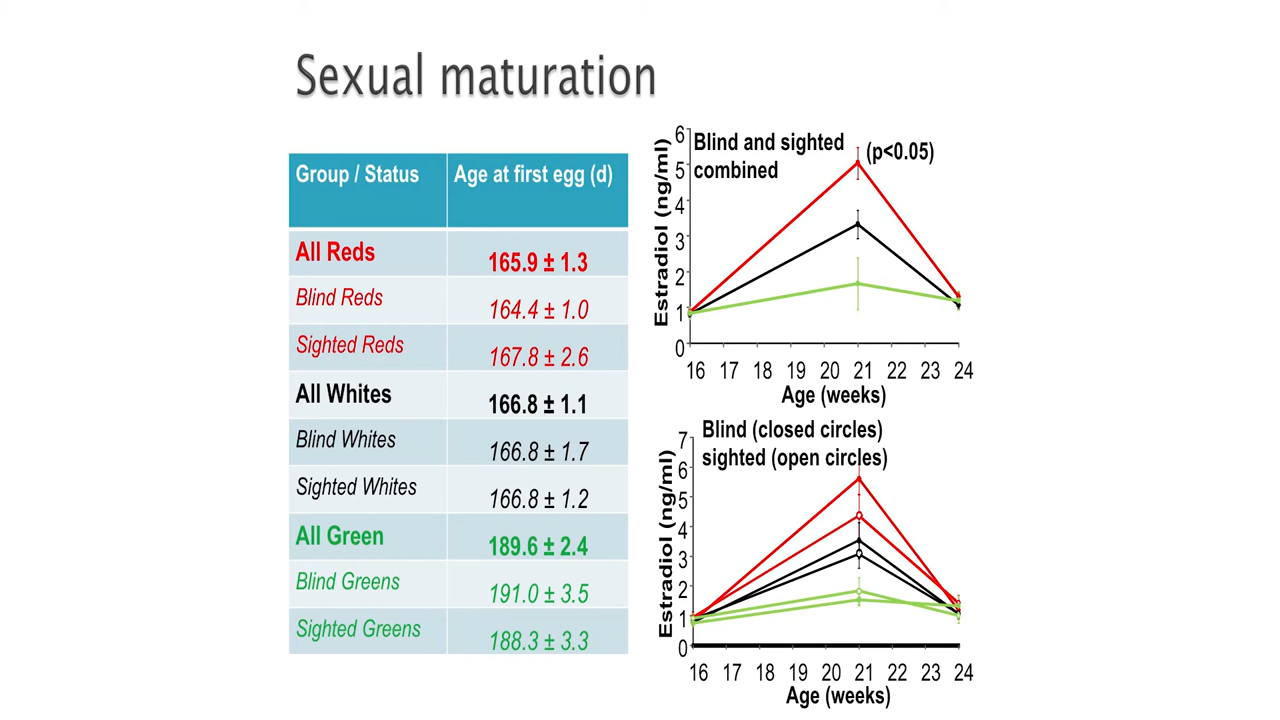 Sexual maturation
Group / Status Age at first egg (d)
All Reds 165.9 ± 1.3
Blind Reds 164.4 ± 1.0
Sighted Reds 167.8 ± 2.6
All Whites 166.8 ± 1.1
Blind Whites 166.8 ± 1.7
Sighted Whites 166.8 ± 1.2
All Green 189.6 ± 2.4
Blind Greens 191.0 ± 3.5
Sighted Greens 188.3 ± 3.3
Blind and sighted
combined
(p<0.05)
Estradiol (ng/ml)
6
5
4
3
2
1
0
16 17 18 19 20 21 22 23 24
Age (weeks)
Blind (closed circles)
sighted (open circles)
Estradiol (ng/ml)
7
6
5
4
3
2
1
0
16 17 18 19 20 21 22 23 24
Age (weeks)